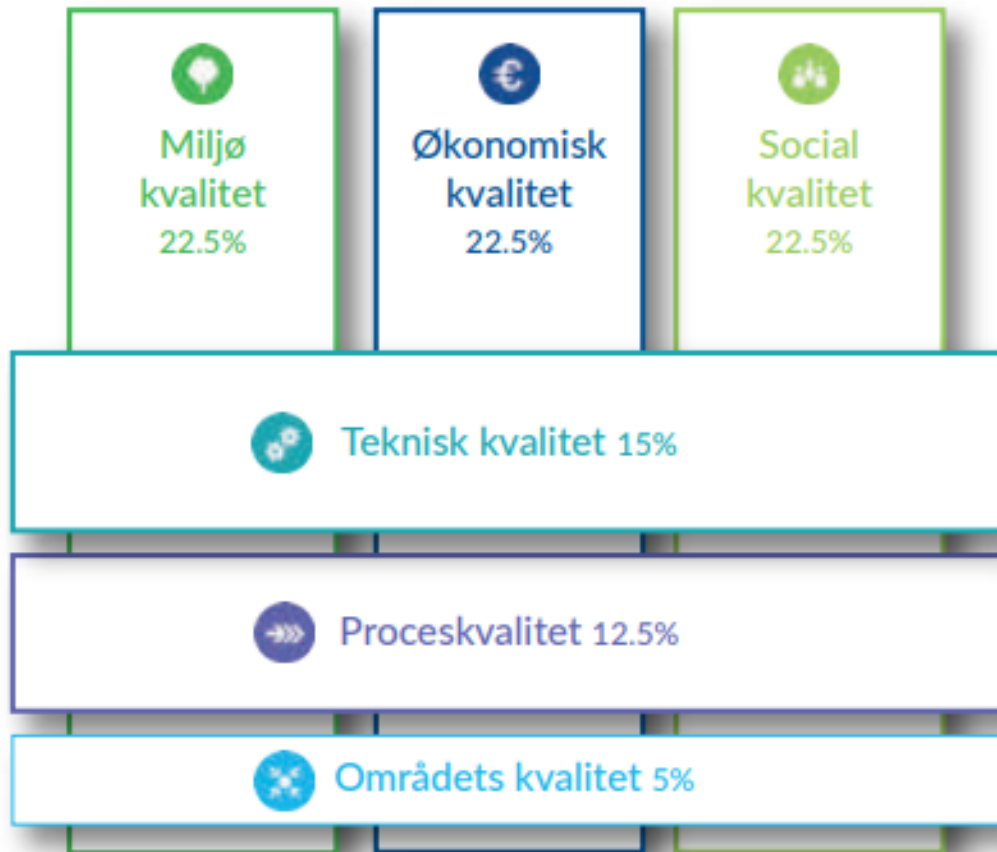 Miljø
kvalitet
22.5%
Økonomisk
kvalitet
22.5%
Social
kvalitet
22.5%
Teknisk kvalitet 15%
Proceskvalitet 12.5%
Områdets kvalitet 5%